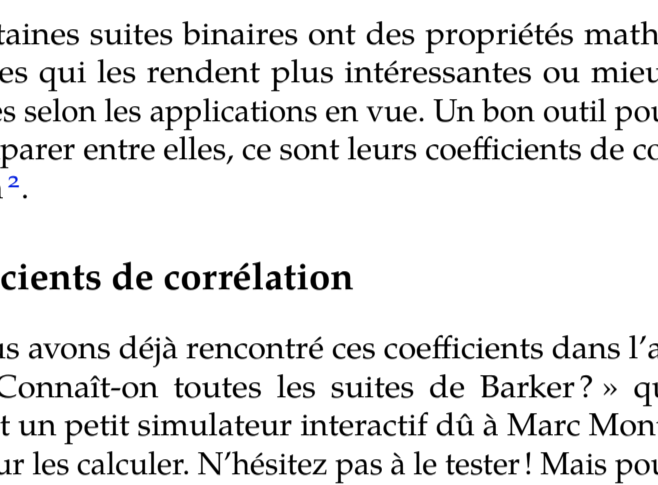 taines suites binaires ont des propriétés math
es qui les rendent plus intéressantes ou mieu
s selon les applications en vue. Un bon outil pou
parer entre elles, ce sont leurs coefficients de co
2.
cients de corrélation
us avons déjà rencontré ces coefficients dans l'a
Connaît-on toutes les suites de Barker ? » qu
t un petit simulateur interactif dû à Marc Mon
ur les calculer. N'hésitez pas à le tester ! Mais pou